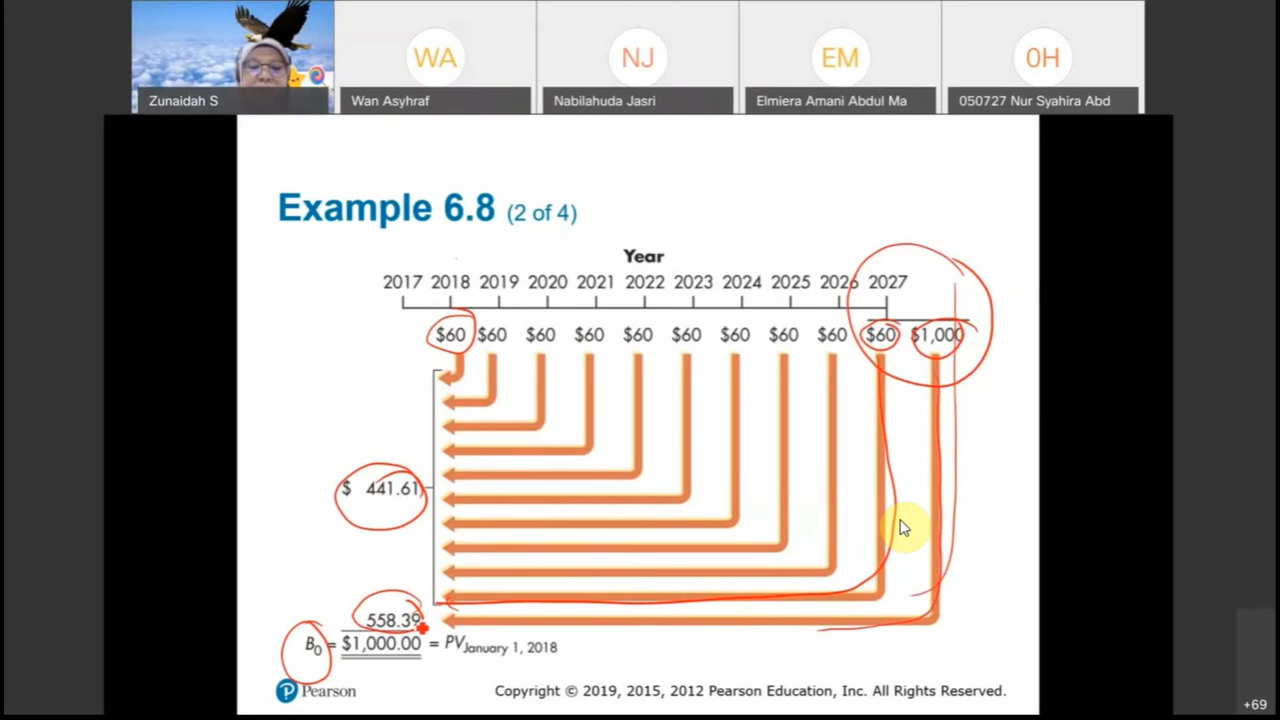 WA
NJ
EM
0H
Zunaidah S
Wan Asyhraf
Nabilahuda Jasri
Elmiera Amani Abdul Ma
050727 Nur Syahira Abd
Example 6.8 (2 of 4)
Year
2017 2018 2019 2020 2021 2022 2023 2024 2025 2026 2027
$60 $60 $60 $60 $60 $60 $60 $60 $60 $60 $1,000
$ 441.61
558.39
B0 = $1,000.00 = PVJanuary 1, 2018
P Pearson
Copyright © 2019, 2015, 2012 Pearson Education, Inc. All Rights Reserved.
+69